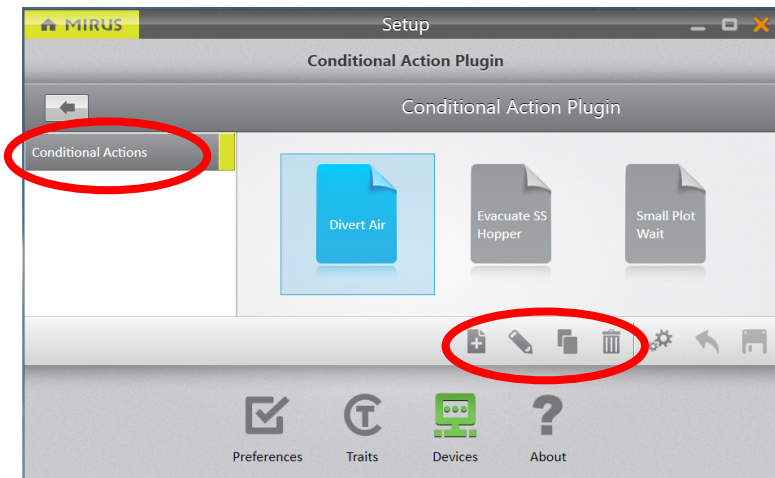 MIRUS
Setup
Conditional Action Plugin
Conditional Action Plugin
Conditional Actions
Divert Air
Evacuate SS
Hopper
Small Plot
Wait
Preferences
Traits
Devices
About